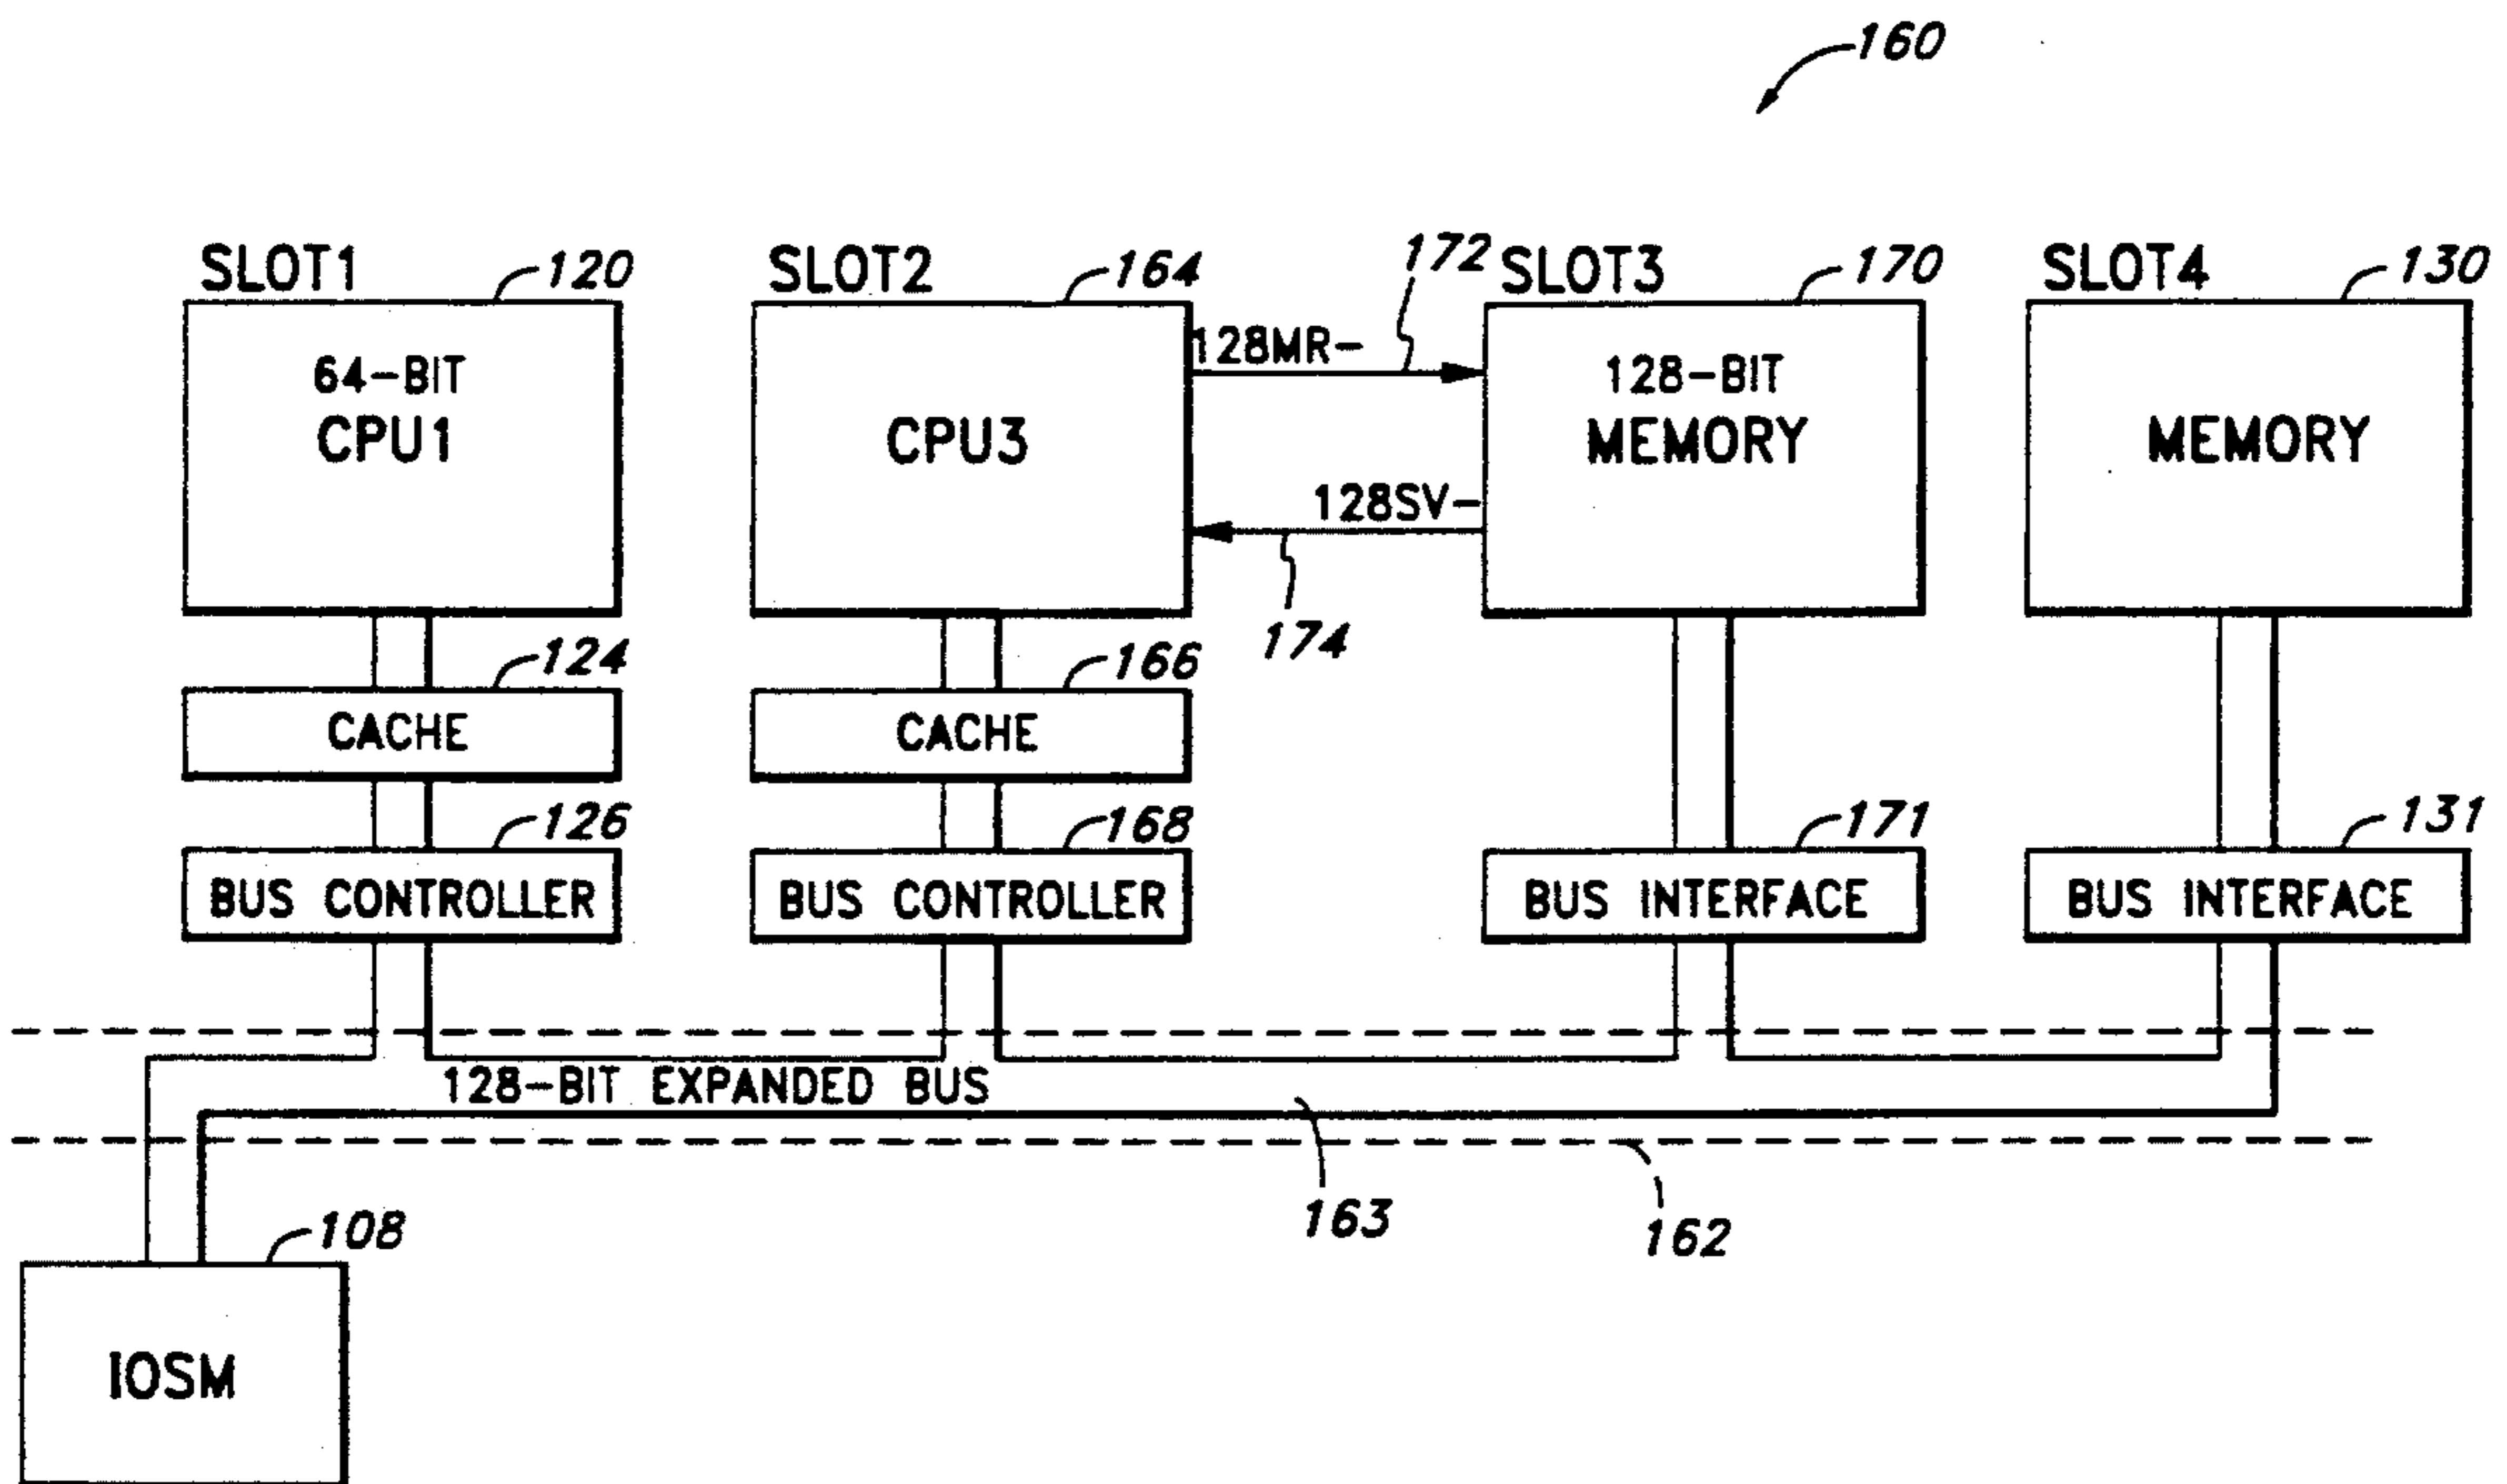 160
SLOT1 120
SLOT2 164
172
SLOT3 170
SLOT4 130
64-BIT
CPU1
CPU3
128MR-
128SV-
174
128-BIT
MEMORY
MEMORY
124
CACHE
166
CACHE
126
BUS CONTROLLER
168
BUS CONTROLLER
171
BUS INTERFACE
131
BUS INTERFACE
128-BIT EXPANDED BUS
163
162
108
IOSM